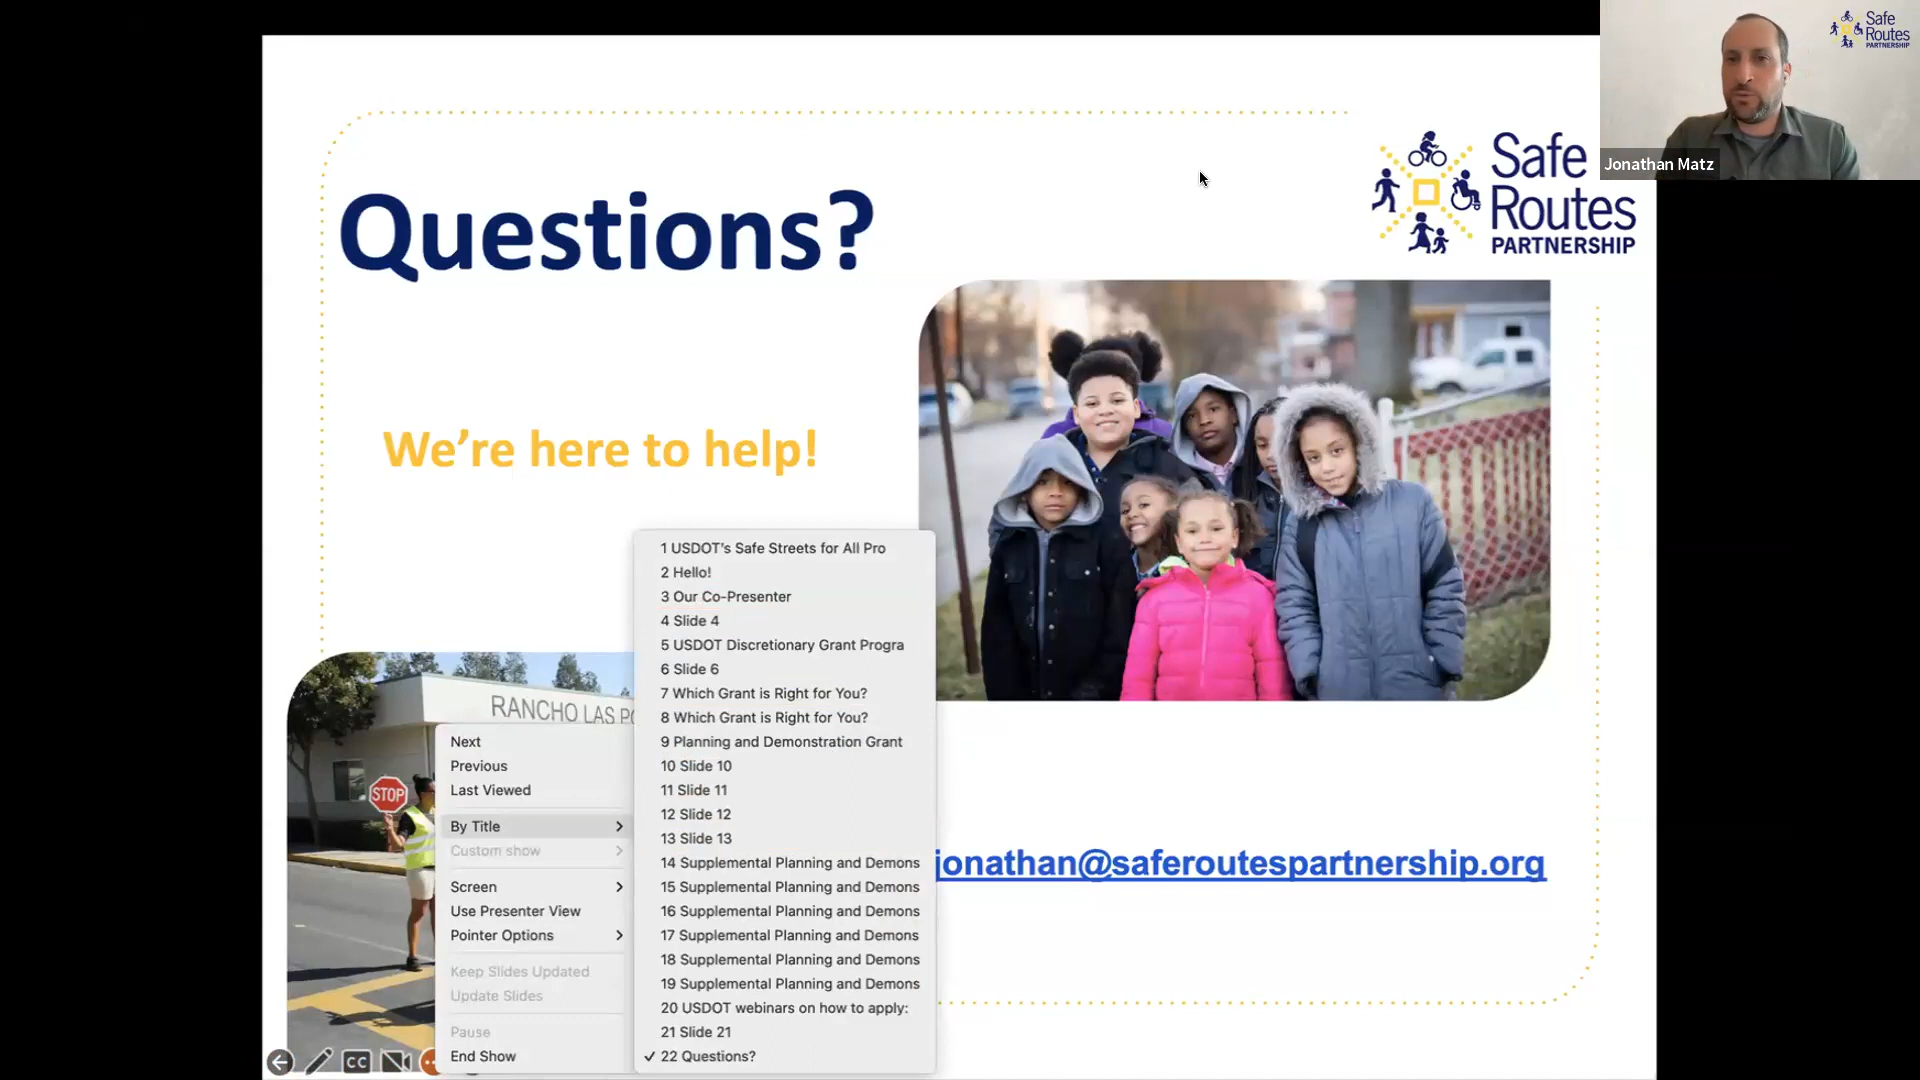 Safe
Routes
PARTNERSHIP
Jonathan Matz
Safe
Routes
PARTNERSHIP
Questions?
We’re here to help!
RANCHO LAS PO
STOP
Next
Previous
Last Viewed
By Title
Custom show
Screen
Use Presenter View
Pointer Options
Keep Slides Updated
Update Slides
Pause
End Show
1 USDOT's Safe Streets for All Pro
2 Hello!
3 Our Co-Presenter
4 Slide 4
5 USDOT Discretionary Grant Progra
6 Slide 6
7 Which Grant is Right for You?
8 Which Grant is Right for You?
9 Planning and Demonstration Grant
10 Slide 10
11 Slide 11
12 Slide 12
13 Slide 13
14 Supplemental Planning and Demons
15 Supplemental Planning and Demons
16 Supplemental Planning and Demons
17 Supplemental Planning and Demons
18 Supplemental Planning and Demons
19 Supplemental Planning and Demons
20 USDOT webinars on how to apply:
21 Slide 21
✓ 22 Questions?
jonathan@saferoutespartnership.org
CC